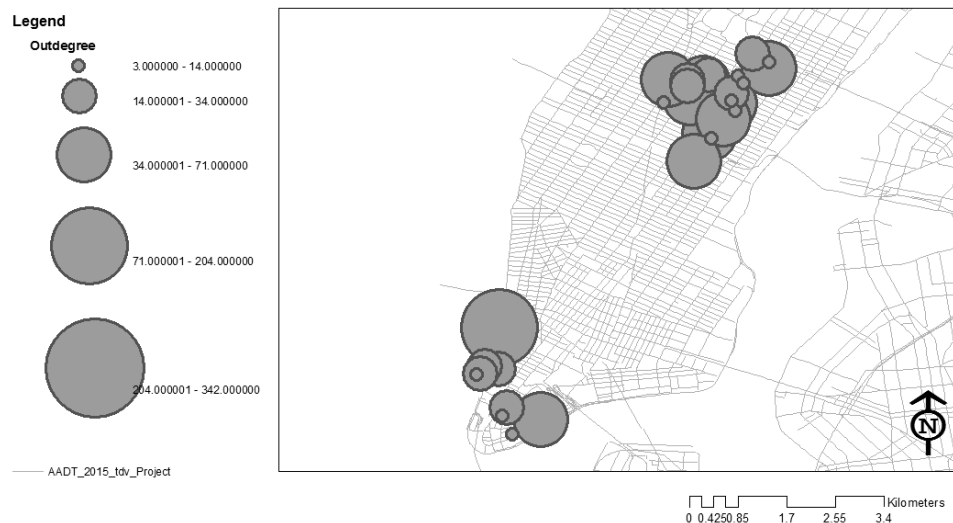 Legend
Outdegree
3.000000 - 14.000000
14.000001 - 34.000000
34.000001 - 71.000000
71.000001 - 204.000000
204.000001 - 342.000000
AADT_2015_tdv_Project
N
Kilometers
0 0.4250.85 1.7 2.55 3.4